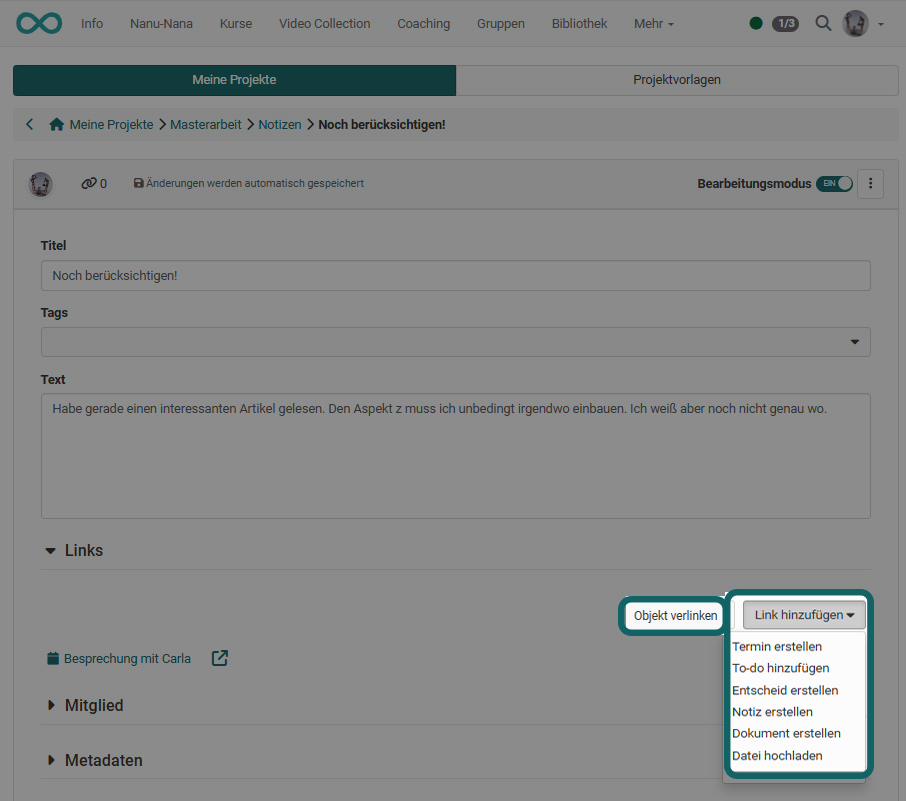 Info Nanu-Nana Kurse Video Collection Coaching Gruppen Bibliothek Mehr 1/3
Meine Projekte Projektvorlagen
Meine Projekte Masterarbeit Notizen Noch berücksichtigen!
0 Änderungen werden automatisch gespeichert Bearbeitungsmodus EIN
Titel
Noch berücksichtigen!
Tags
Text
Habe gerade einen interessanten Artikel gelesen. Den Aspekt z muss ich unbedingt irgendwo einbauen. Ich weiß aber noch nicht genau wo.
Links
Objekt verlinken Link hinzufügen
Termin erstellen
To-do hinzufügen
Entscheid erstellen
Notiz erstellen
Dokument erstellen
Datei hochladen
Besprechung mit Carla
Mitglied
Metadaten